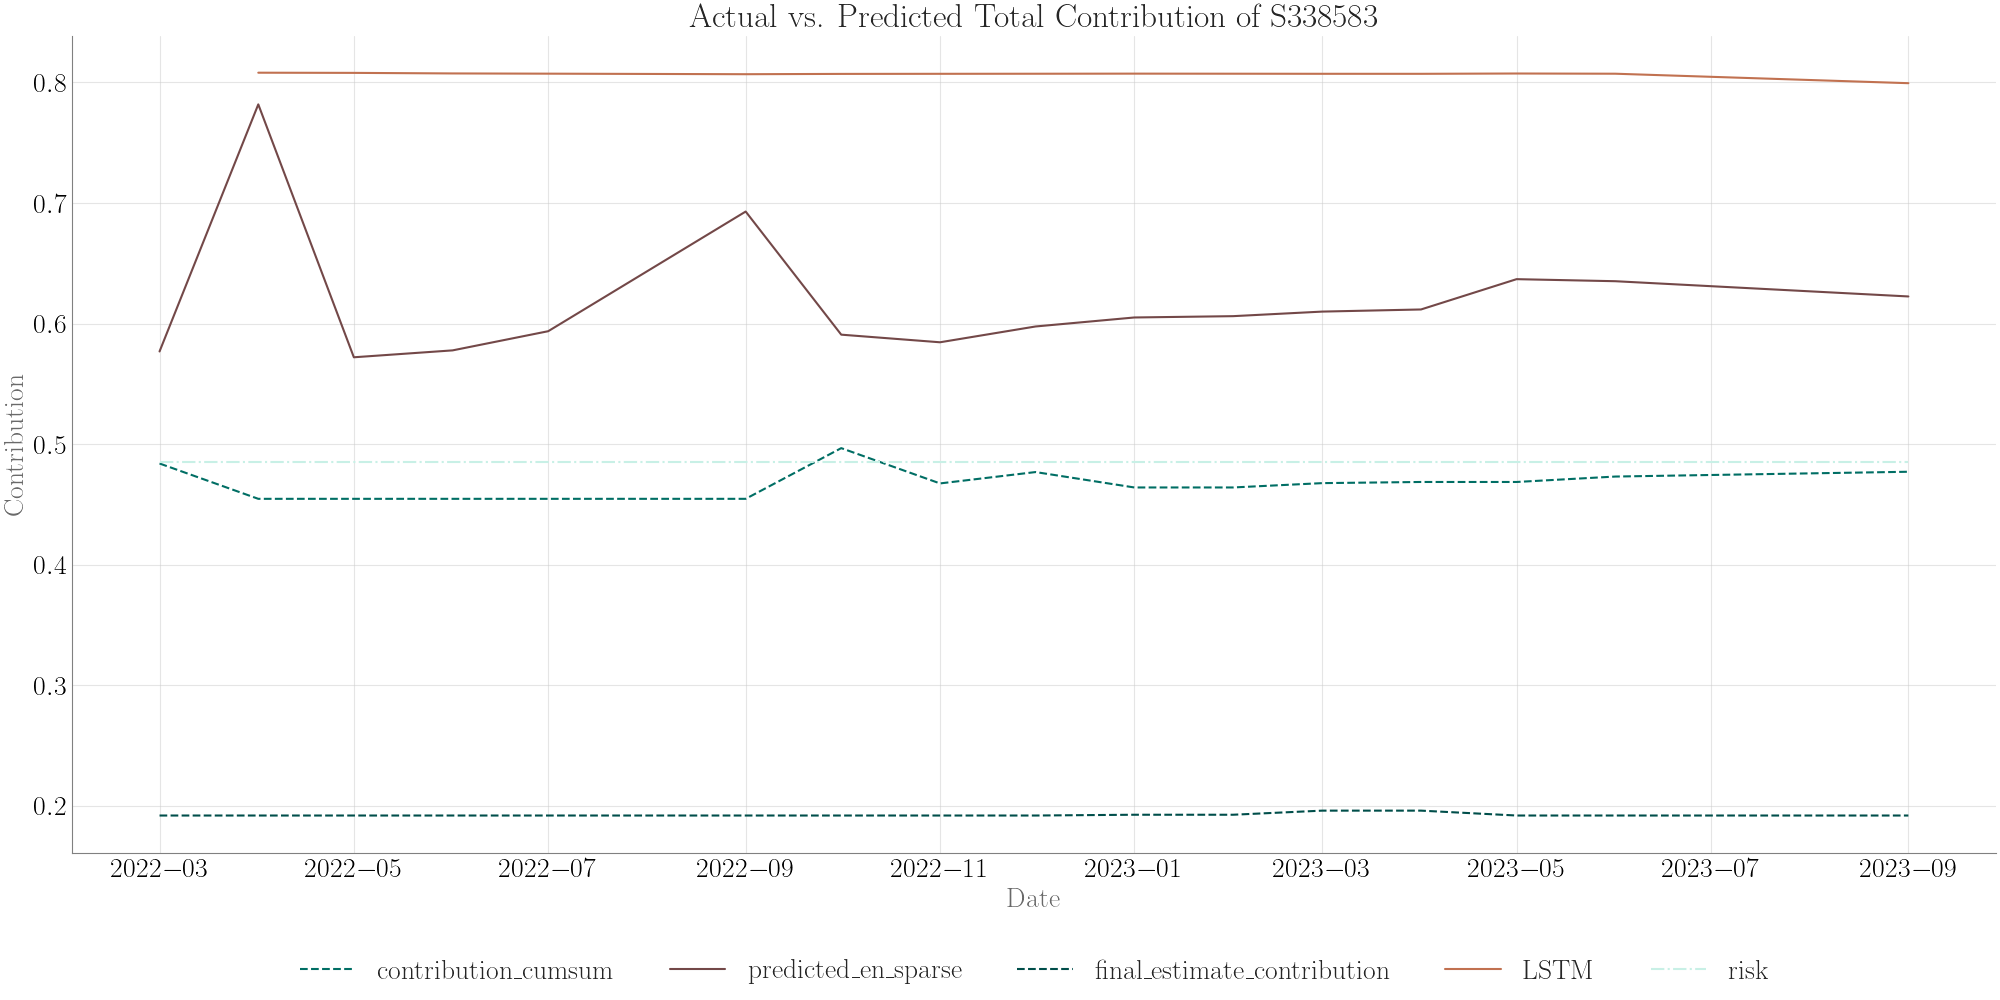 Actual vs. Predicted Total Contribution of S338583
Contribution
0.8
0.7
0.6
0.5
0.4
0.3
0.2
2022−03 2022−05 2022−07 2022−09 2022−11 2023−01 2023−03 2023−05 2023−07 2023−09
Date
contribution_cumsum predicted_en_sparse final_estimate_contribution LSTM risk